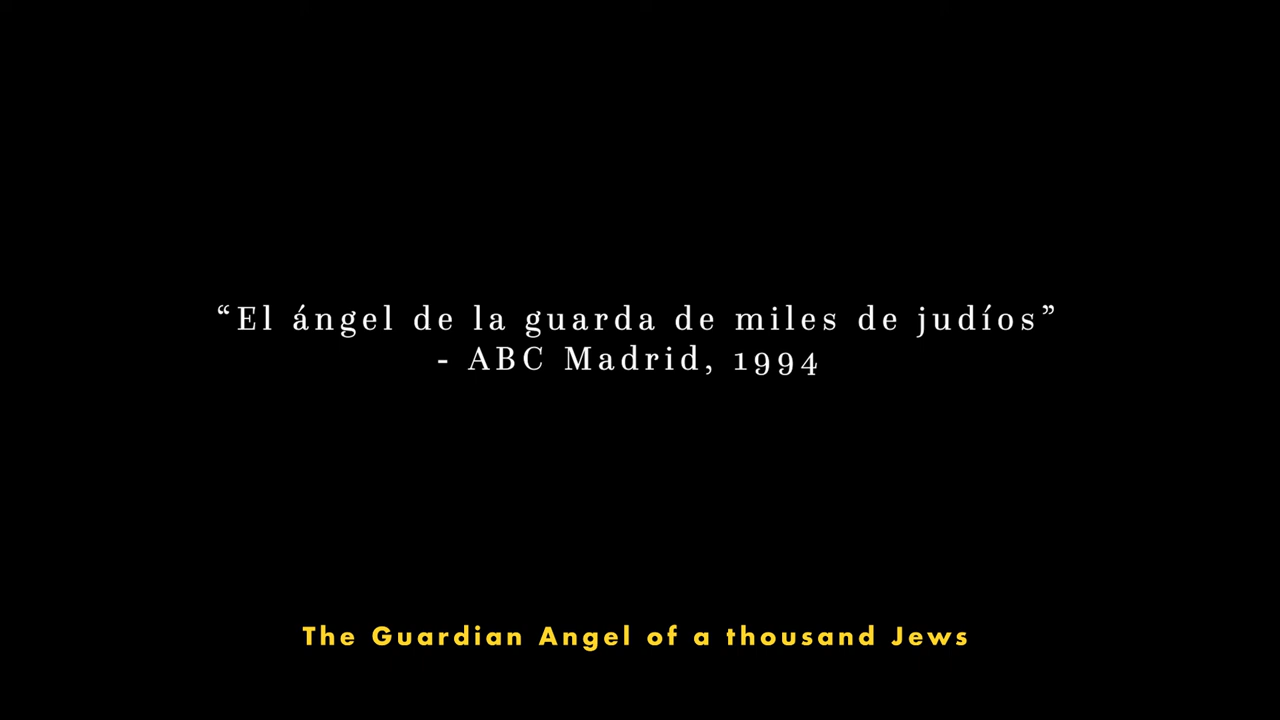 “El ángel de la guarda de miles de judíos”
- ABC Madrid, 1994
The Guardian Angel of a thousand Jews